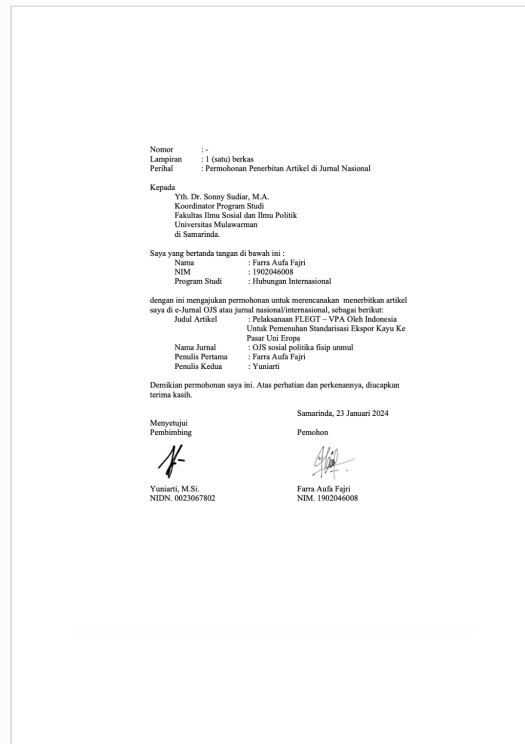 Nomor : -
Lampiran : 1 (satu) berkas
Perihal : Permohonan Penerbitan Artikel di Jurnal Nasional
Kepada
Yth. Dr. Sonny Sudiar, M.A.
Koordinator Program Studi
Fakultas Ilmu Sosial dan Ilmu Politik
Universitas Mulawarman
di Samarinda.
Saya yang bertanda tangan di bawah ini :
Nama : Farra Aufa Fajri
NIM : 1902046008
Program Studi : Hubungan Internasional
dengan ini mengajukan permohonan untuk merencanakan menerbitkan artikel
saya di e-Jurnal OJS atau jurnal nasional/internasional, sebagai berikut:
Judul Artikel : Pelaksanaan FLEGT – VPA Oleh Indonesia
Untuk Pemenuhan Standarisasi Ekspor Kayu Ke
Pasar Uni Eropa
Nama Jurnal : OJS sosial politika fisip unmul
Penulis Pertama : Farra Aufa Fajri
Penulis Kedua : Yuniarti
Demikian permohonan saya ini. Atas perhatian dan perkenannya, diucapkan
terima kasih.
Samarinda, 23 Januari 2024
Menyetujui
Pembimbing Pemohon
Yuniarti, M.Si. Farra Aufa Fajri
NIDN. 0023067802 NIM. 1902046008